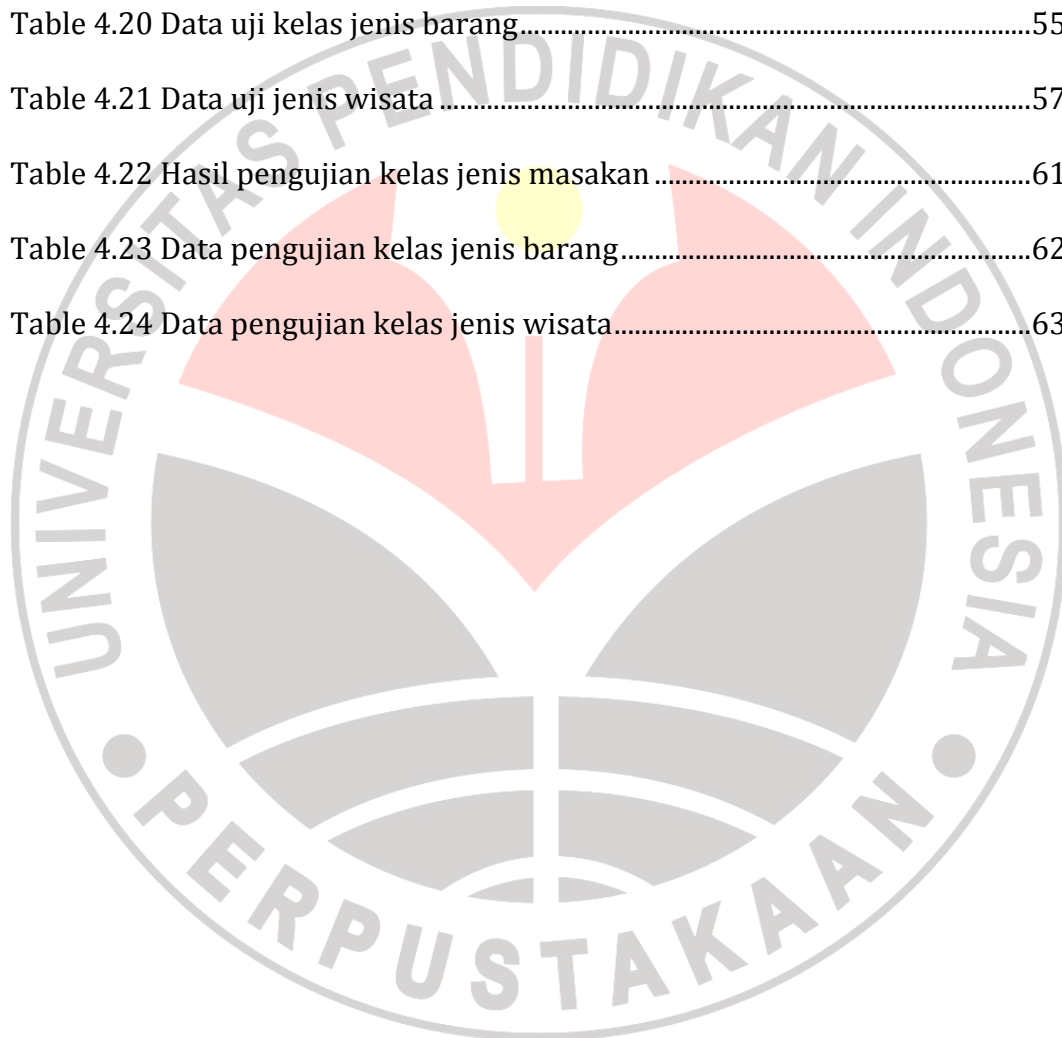 Table 4.20 Data uji kelas jenis barang....................................................................................55
Table 4.21 Data uji jenis wisata ..................................................................................................57
Table 4.22 Hasil pengujian kelas jenis masakan ..............................................................61
Table 4.23 Data pengujian kelas jenis barang....................................................................62
Table 4.24 Data pengujian kelas jenis wisata.....................................................................63
UNIVERSITAS PENDIDIKAN INDONESIA
PERPUSTAKAAN